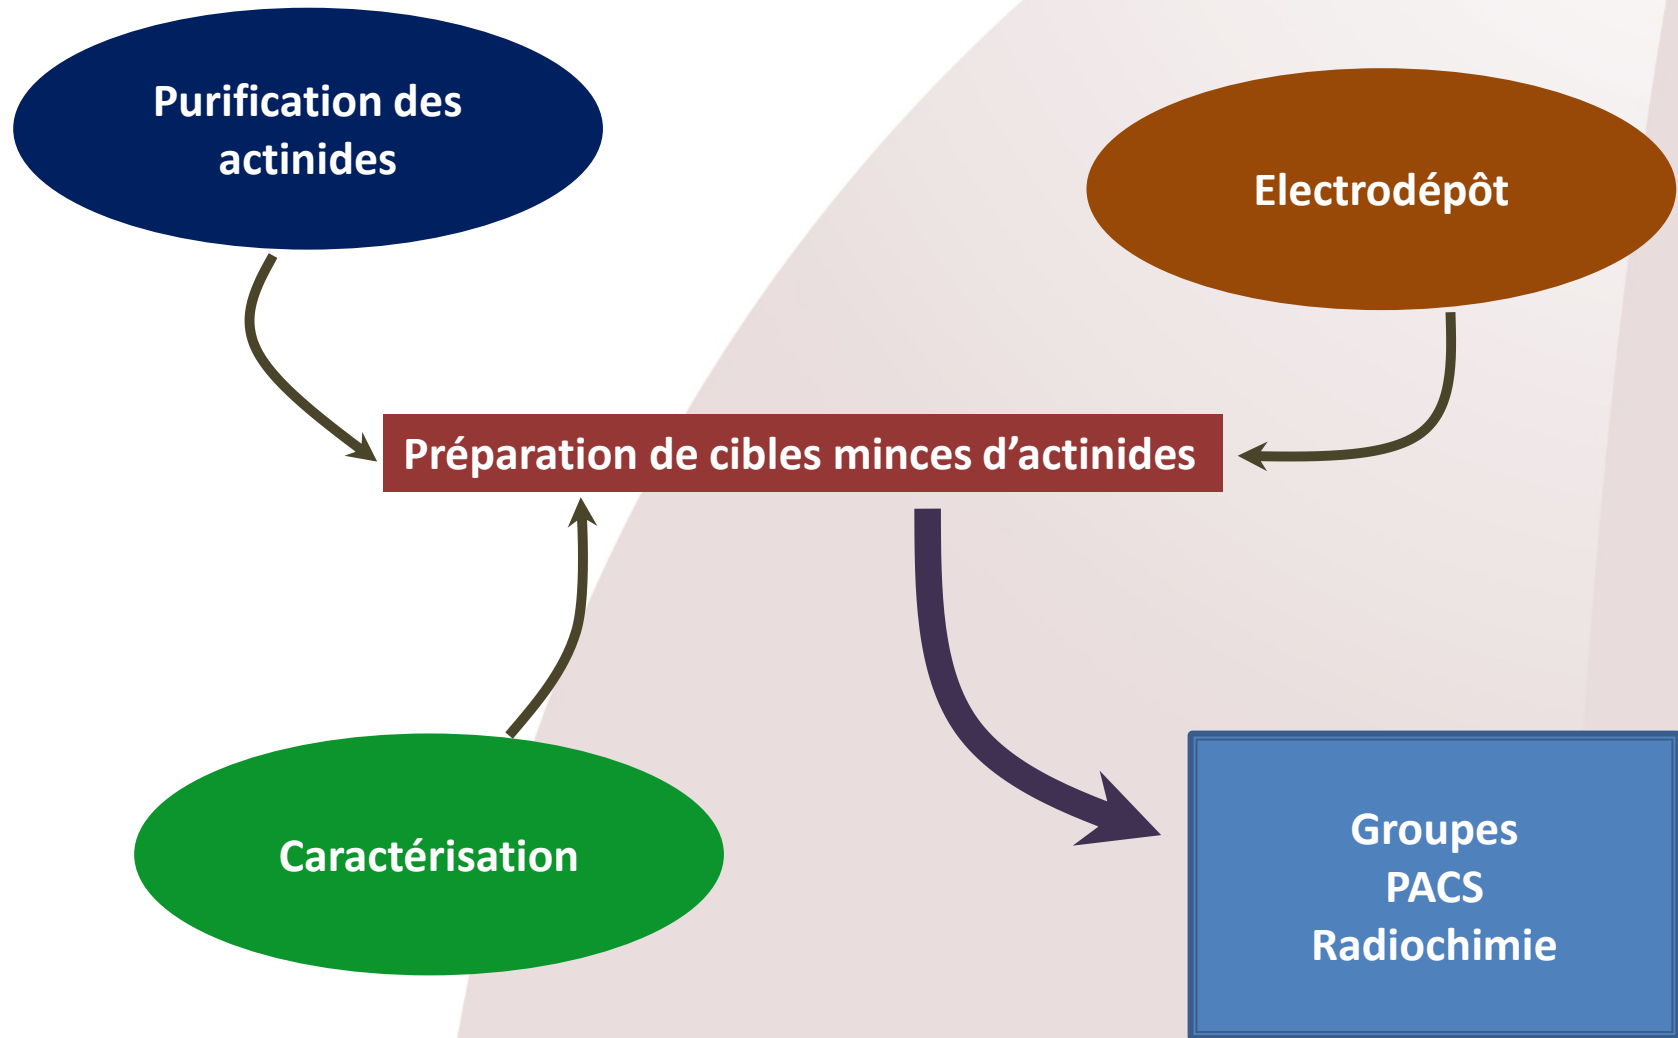 Purification des
actinides
Electrodépôt
Préparation de cibles minces d’actinides
Caractérisation
Groupes
PACS
Radiochimie